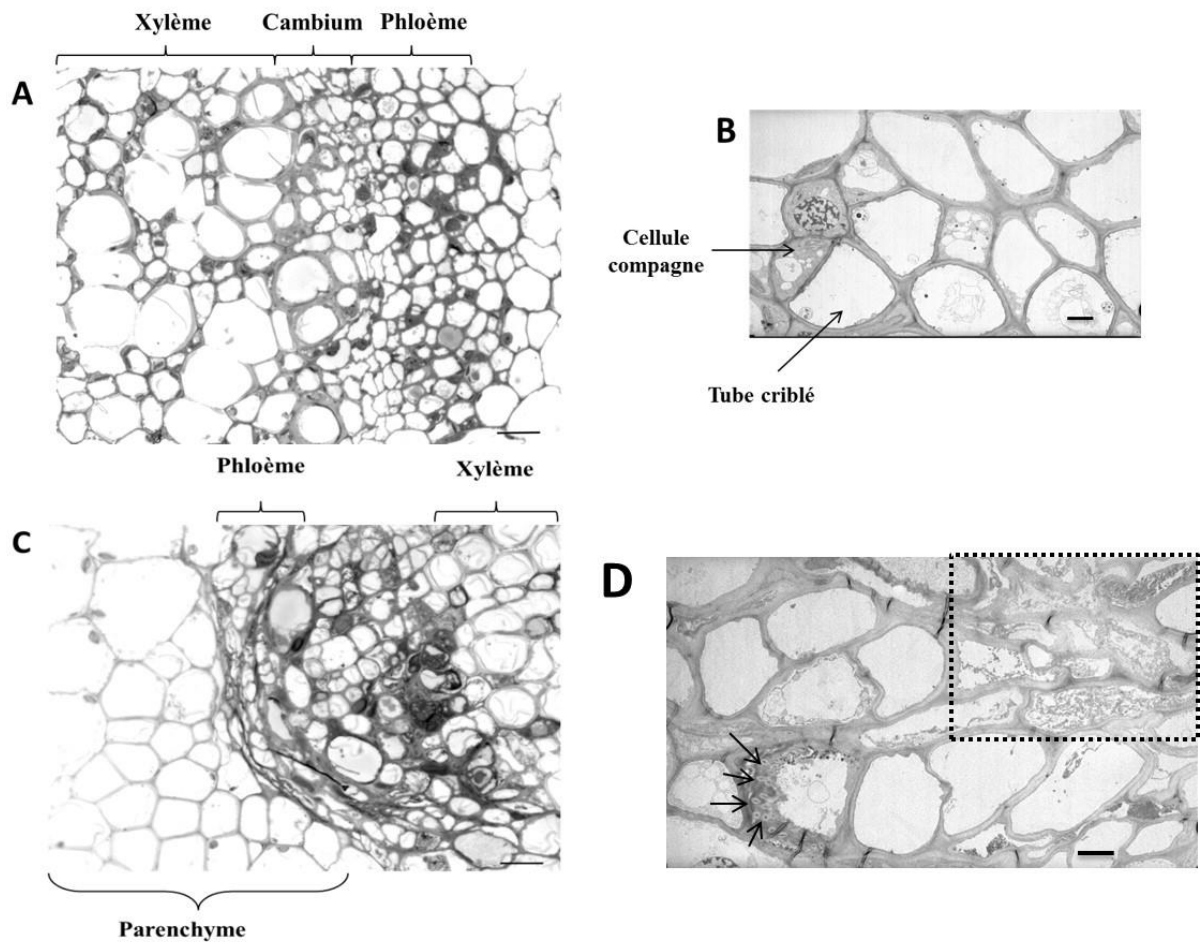 Xylème Cambium Phloème
A
B
Cellule
compagne
Tube criblé
Phloème Xylème
C
D
Parenchyme